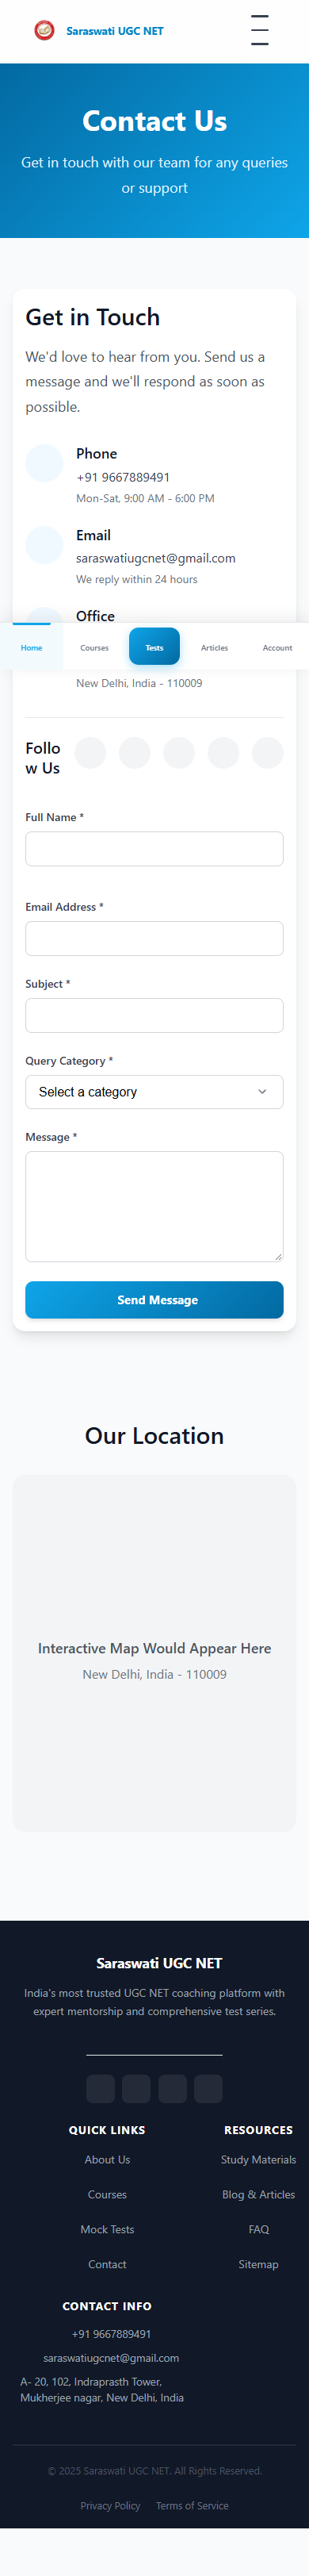 Saraswati UGC NET
Contact Us
Get in touch with our team for any queries
or support
Get in Touch
We'd love to hear from you. Send us a
message and we'll respond as soon as
possible.
Phone
+91 9667889491
Mon-Sat, 9:00 AM - 6:00 PM
Email
saraswatiugcnet@gmail.com
We reply within 24 hours
Office
Home
Courses
Tests
Articles
Account
New Delhi, India - 110009
Follo
w Us
Full Name *
Email Address *
Subject *
Query Category *
Select a category
Message *
Send Message
Our Location
Interactive Map Would Appear Here
New Delhi, India - 110009
Saraswati UGC NET
India's most trusted UGC NET coaching platform with
expert mentorship and comprehensive test series.
QUICK LINKS
About Us
Courses
Mock Tests
Contact
RESOURCES
Study Materials
Blog & Articles
FAQ
Sitemap
CONTACT INFO
+91 9667889491
saraswatiugcnet@gmail.com
A- 20, 102, Indraprasth Tower,
Mukherjee nagar, New Delhi, India
© 2025 Saraswati UGC NET. All Rights Reserved.
Privacy Policy
Terms of Service